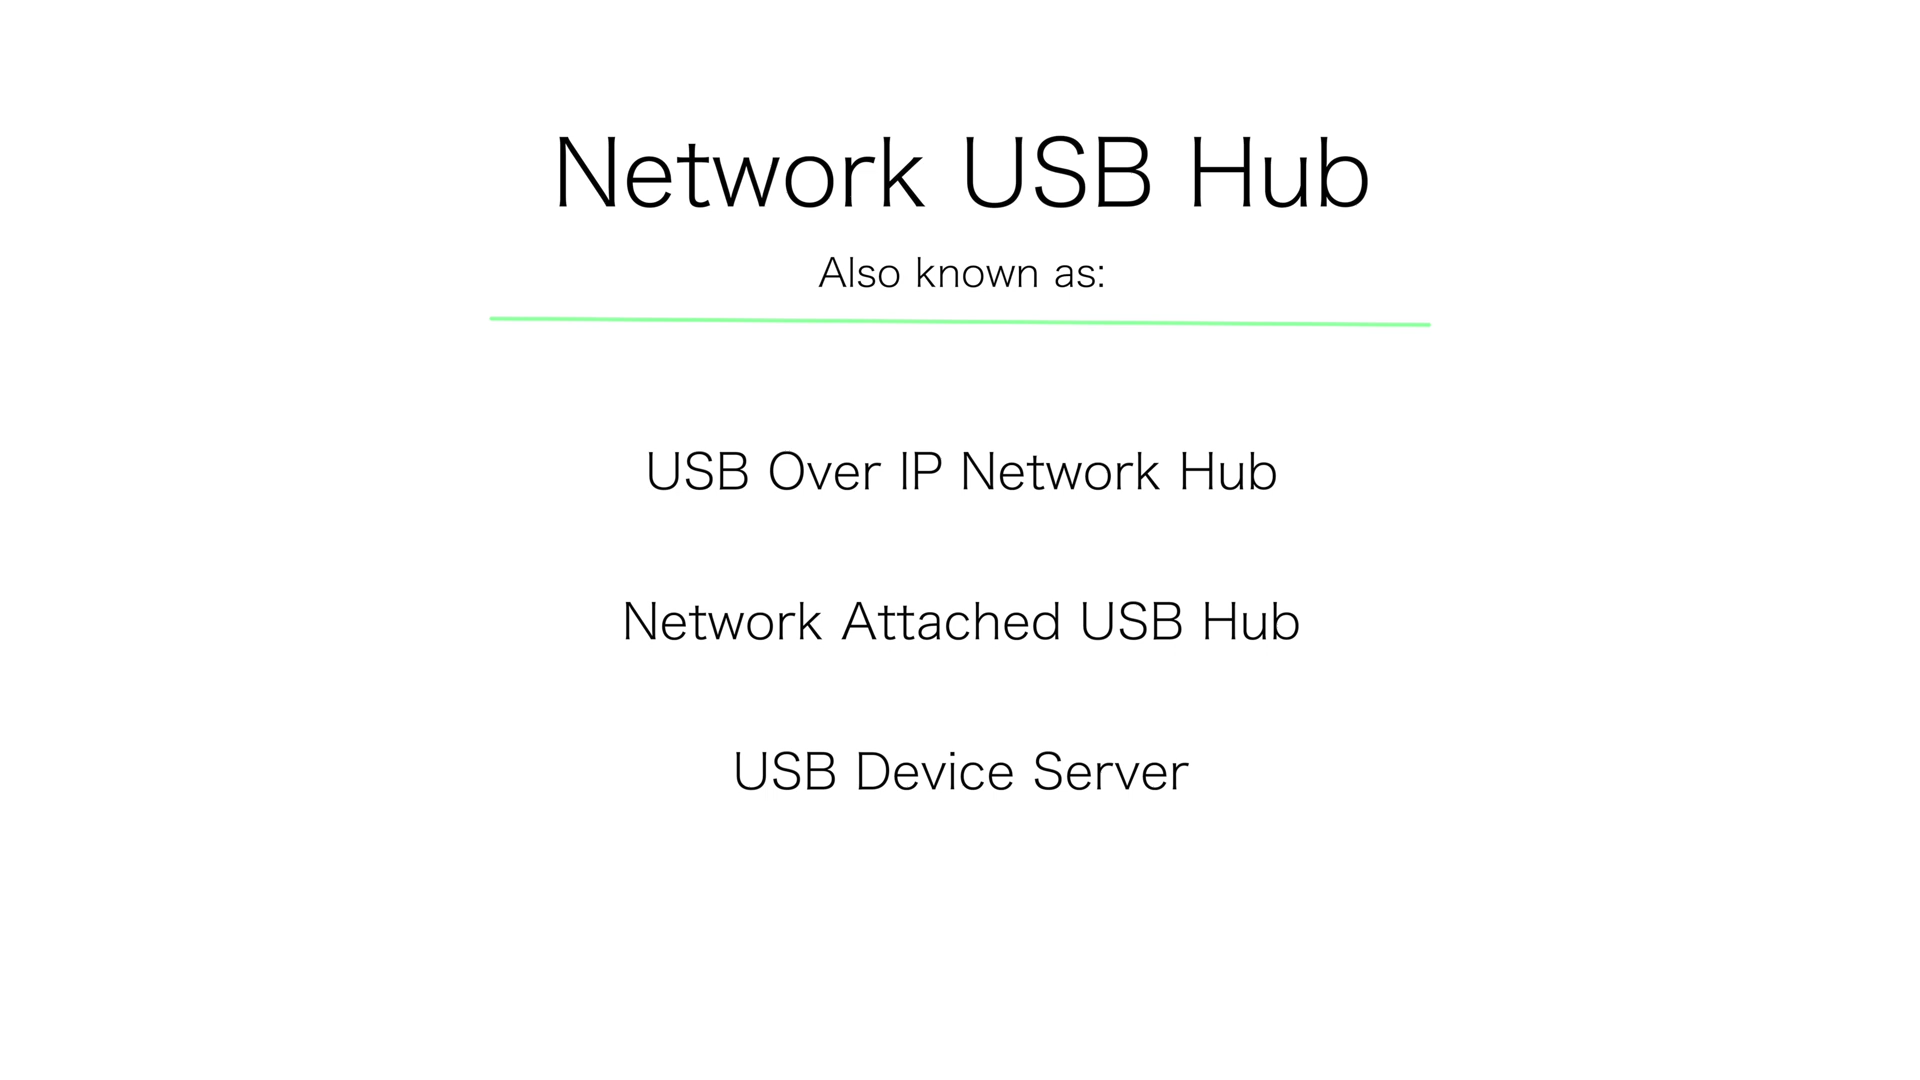 Network USB Hub
Also known as:
USB Over IP Network Hub
Network Attached USB Hub
USB Device Server